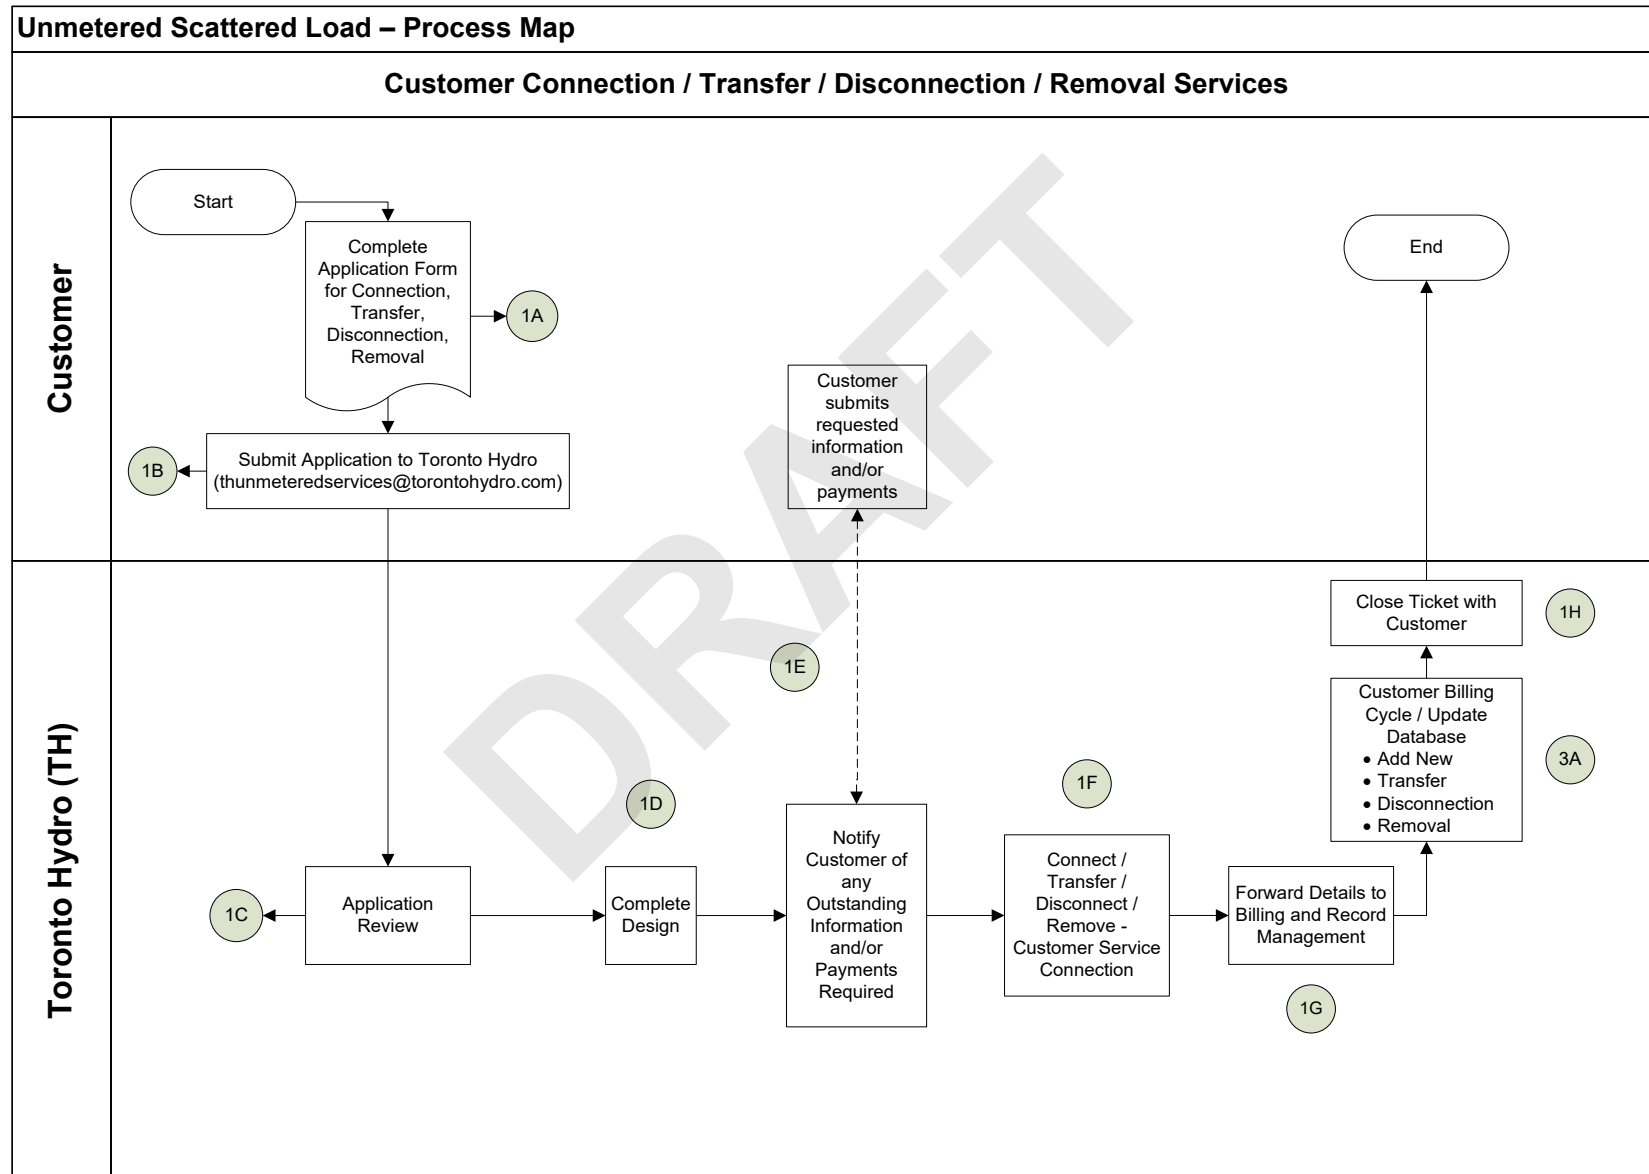 Unmetered Scattered Load – Process Map
Customer Connection / Transfer / Disconnection / Removal Services
Customer
Start
Complete
Application Form
for Connection,
Transfer,
Disconnection,
Removal
1A
Submit Application to Toronto Hydro
(thunmeteredservices@torontohydro.com)
1B
Customer
submits
requested
information
and/or
payments
End
DRAFT
Toronto Hydro (TH)
1C
Application
Review
1D
Complete
Design
1E
Notify
Customer of
any
Outstanding
Information
and/or
Payments
Required
1F
Connect /
Transfer /
Disconnect /
Remove -
Customer Service
Connection
Forward Details to
Billing and Record
Management
1G
Customer Billing
Cycle / Update
Database
• Add New
• Transfer
• Disconnection
• Removal
3A
Close Ticket with
Customer
1H